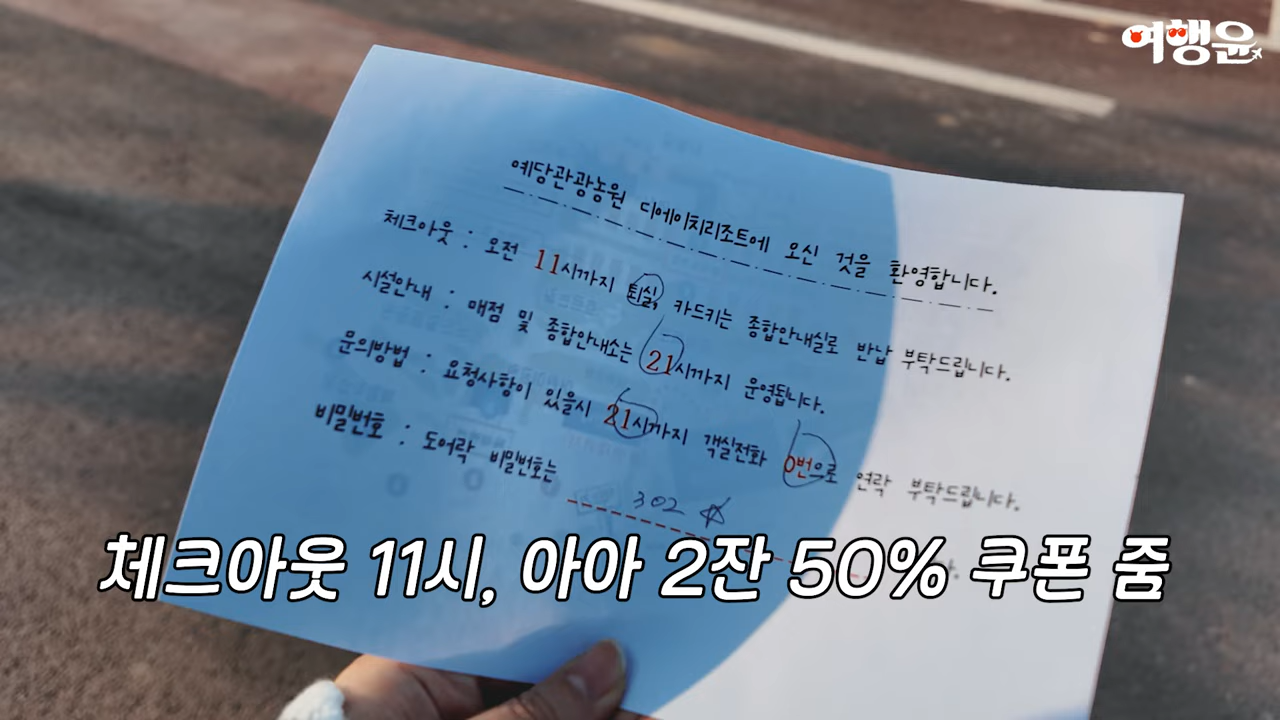 여행윤
예당관광농원 디에이치리조트에 오신 것을 환영합니다.
체크아웃 : 오전 11시까지 퇴실, 카드키는 종합안내실로 반납 부탁드립니다.
시설안내 : 매점 및 종합안내소는 21시까지 운영됩니다.
문의방법 : 요청사항이 있을시 21시까지 객실전화 0번으로 연락 부탁드립니다.
비밀번호 : 도어락 비밀번호는 302
체크아웃 11시, 아아 2잔 50% 쿠폰 줌